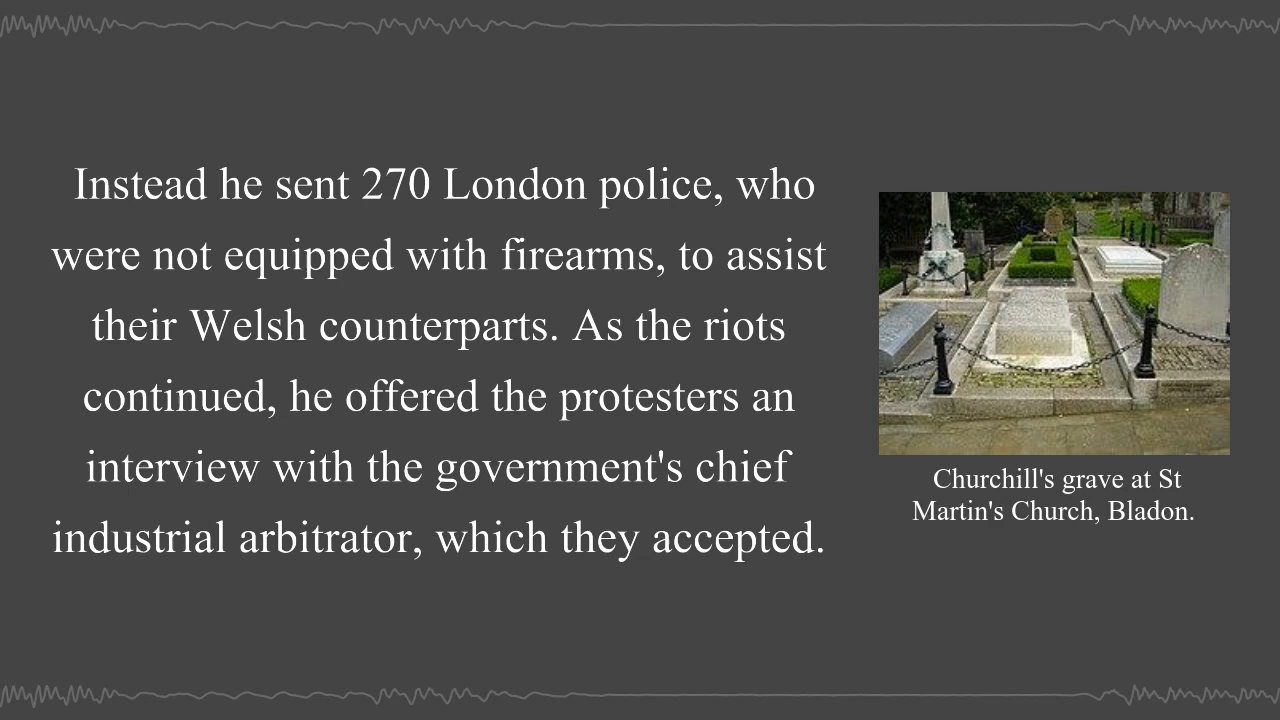 Instead he sent 270 London police, who
were not equipped with firearms, to assist
their Welsh counterparts. As the riots
continued, he offered the protesters an
interview with the government's chief
industrial arbitrator, which they accepted.
Churchill's grave at St
Martin's Church, Bladon.